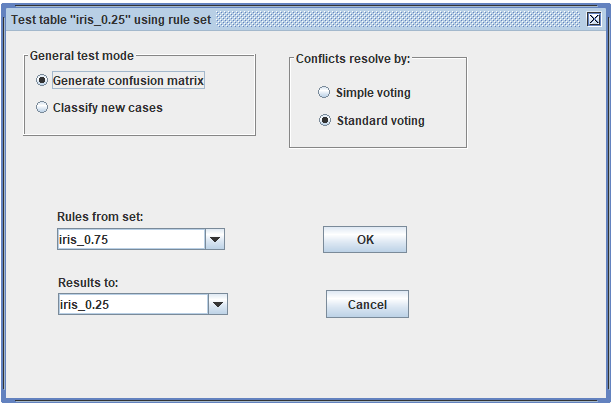 Test table "iris_0.25" using rule set
General test mode
Generate confusion matrix
Classify new cases
Conflicts resolve by:
Simple voting
Standard voting
Rules from set:
iris_0.75
OK
Results to:
iris_0.25
Cancel